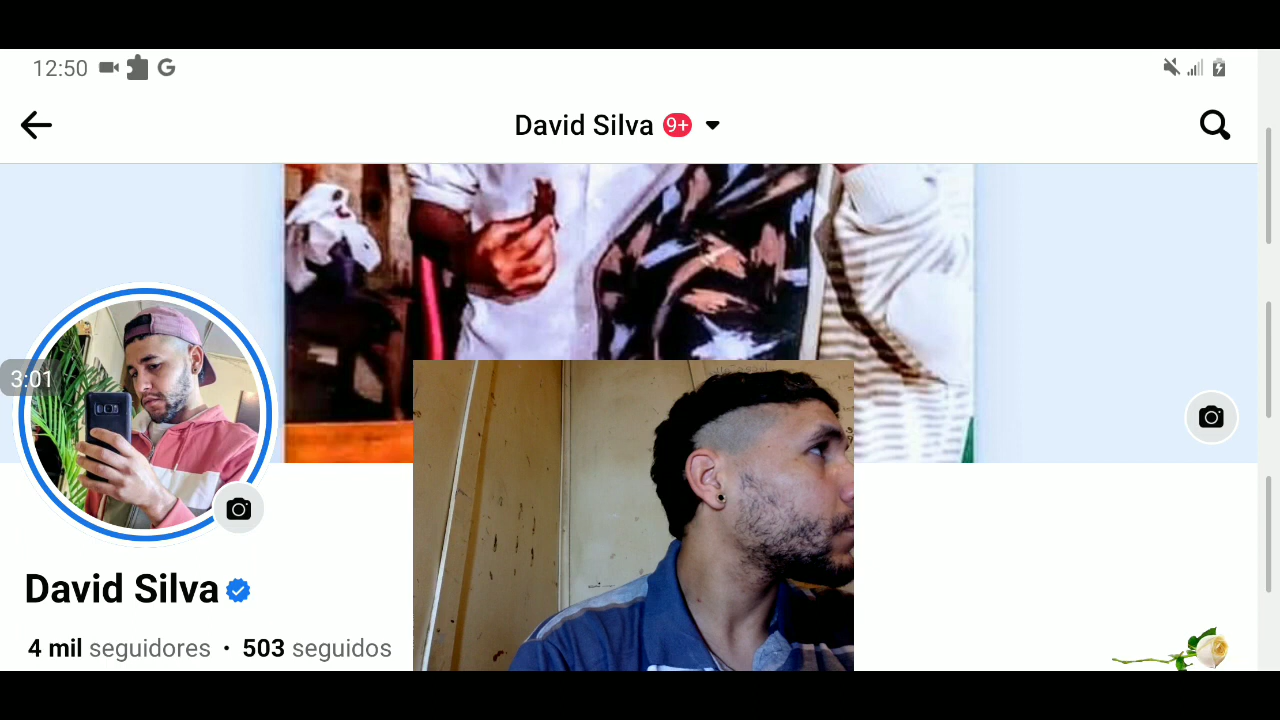 12:50
David Silva 9+
3:01
David Silva
4 mil seguidores • 503 seguidos